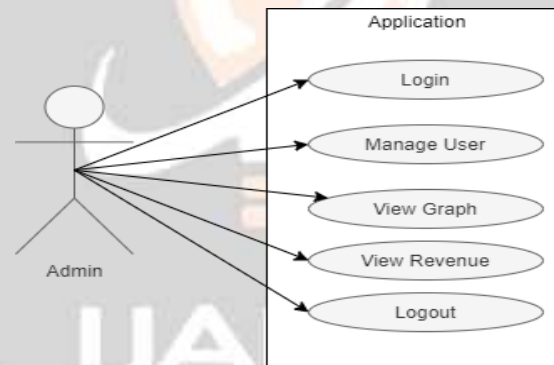 Application
Login
Manage User
View Graph
View Revenue
Logout
Admin